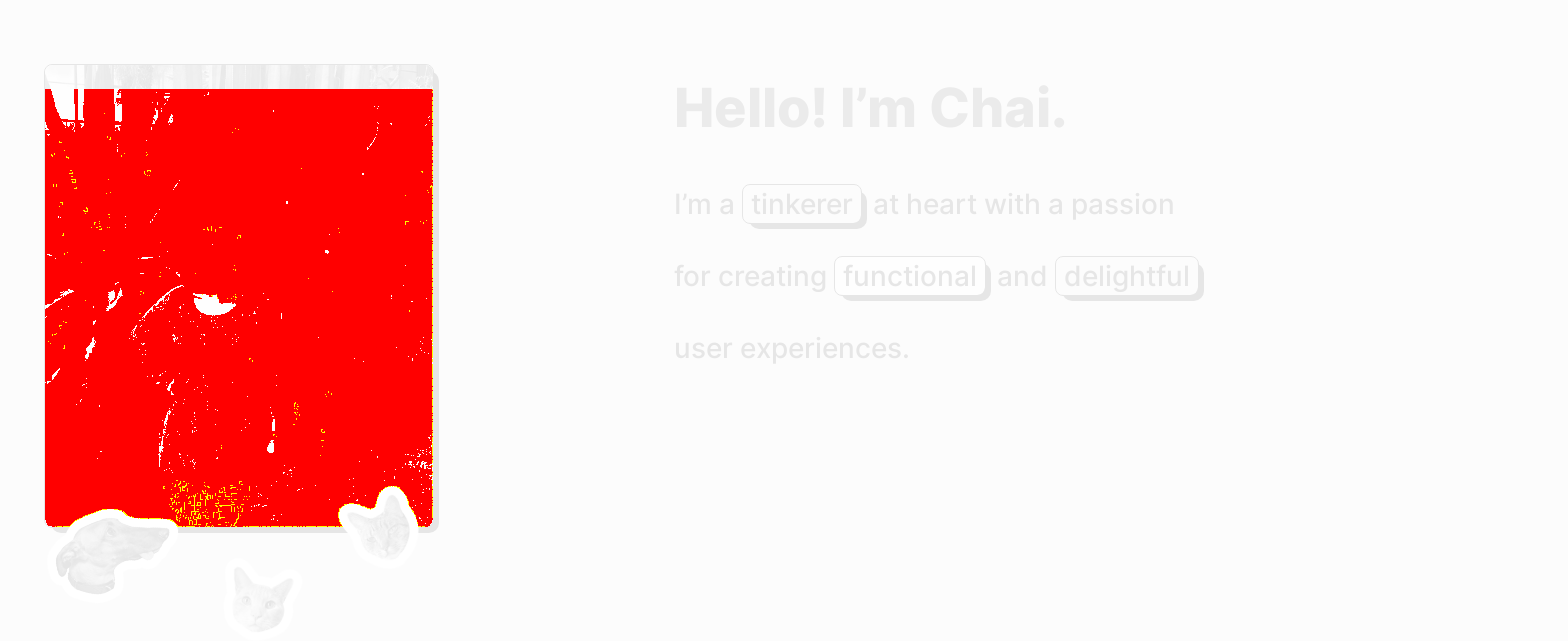 Hello! I’m Chai.
I’m a tinkerer at heart with a passion
for creating functional and delightful
user experiences.